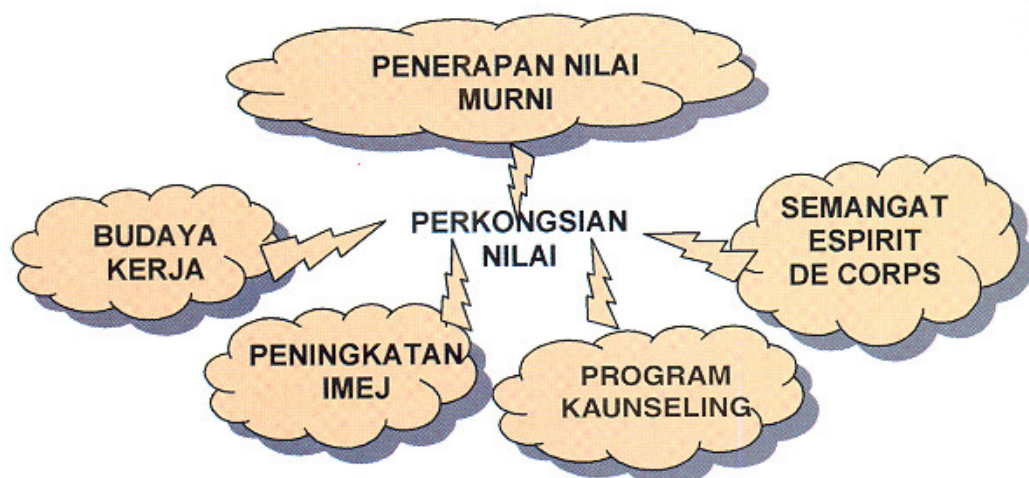 PENERAPAN NILAI
MURNI
BUDAYA
KERJA
PERKONGSIAN
NILAI
SEMANGAT
ESPIRIT
DE CORPS
PENINGKATAN
IMEJ
PROGRAM
KAUNSELING